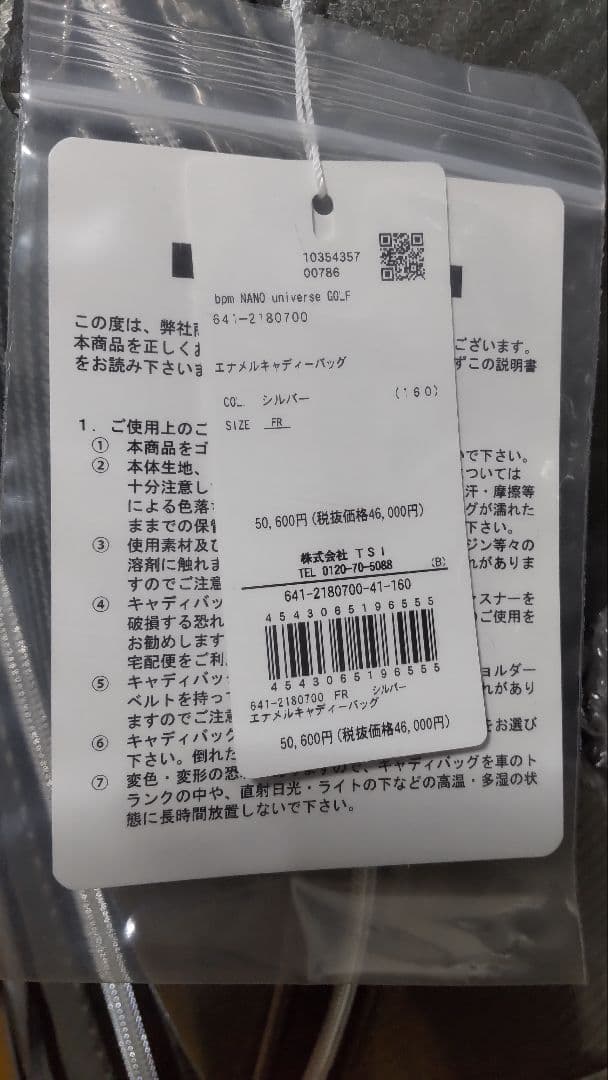 10354357
00786
bpm NANO universe GOLF
641-2180700
エナメルキャディーバッグ
COL シルバー (160)
SIZE FR
50,600円(税抜価格46,000円)
株式会社 TSI
TEL 0120-70-5088 (B)
641-2180700-41-160
4543065196555
4543065196555
641-2180700 FR シルバー
エナメルキャディーバッグ
50,600円(税抜価格46,000円)
この度は、弊社商 ございます。
本商品を正しくお ずこの説明書
をお読み下さいま
1. ご使用上のご
① 本商品をゴ いで下さい。
② 本体生地、 については
十分注意し 汗・摩擦等
による色落 グが濡れた
ままでの保管 下さい。
③ 使用素材及び ジン等々の
溶剤に触れま れがありま
すのでご注意
④ キャディバッ ァスナーを
破損する恐れ のご使用を
お勧めします
宅配便をご利
⑤ キャディバッ ョルダー
ベルトを持っ れがあり
ますのでご注意
⑥ キャディバッグ をお選び
下さい。倒れた
⑦ 変色・変形の恐 ますので、キャディバッグを車のト
ランクの中や、直射日光・ライトの下などの高温・多湿の状
態に長時間放置しないで下さい。